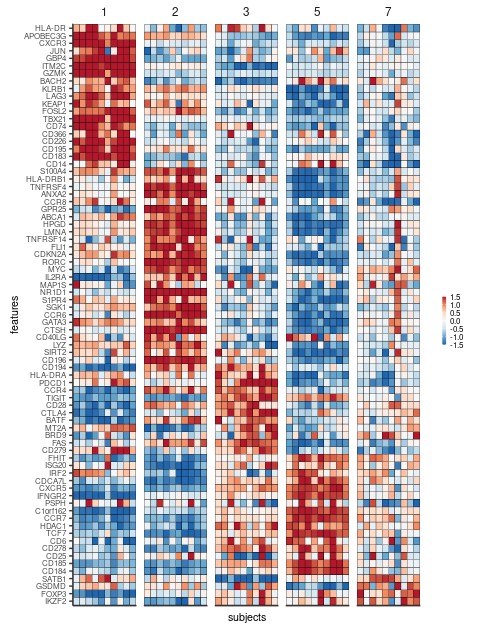 1 2 3 5 7
HLA-DR
APOBEC3G
CXCR3
JUN
GBP4
ITM2C
GZMK
BACH2
KLRB1
LAG3
KEAP1
FOSL2
TBX21
CD74
CD366
CD226
CD195
CD183
CD14
S100A4
HLA-DRB1
TNFRSF4
ANXA2
CCR8
GPR25
ABCA1
HPGD
LMNA
TNFRSF14
FLI1
CDKN2A
RORC
MYC
IL2RA
MAP1S
NR1D1
S1PR4
SGK1
CCR6
GATA3
CTSH
CD40LG
LYZ
SIRT2
CD196
CD194
HLA-DRA
PDCD1
CCR4
TIGIT
CD28
CTLA4
BATF
MT2A
BRD9
FAS
CD279
FHIT
ISG20
IRF2
CDCA7L
CXCR5
IFNGR2
PSPH
C1orf162
CCR7
HDAC1
TCF7
CD6
CD278
CD25
CD185
CD184
SATB1
GSDMD
FOXP3
IKZF2
features
subjects
1.5
1.0
0.5
0.0
-0.5
-1.0
-1.5